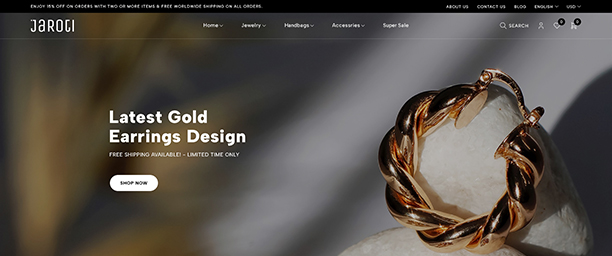 ENJOY 15% OFF ON ORDERS WITH TWO OR MORE ITEMS & FREE WORLDWIDE SHIPPING ON ALL ORDERS.
ABOUT US CONTACT US BLOG ENGLISH USD
JAROTI Home Jewelry Handbags Accessories Super Sale SEARCH 0 0
Latest Gold
Earrings Design
FREE SHIPPING AVAILABLE! - LIMITED TIME ONLY
SHOP NOW